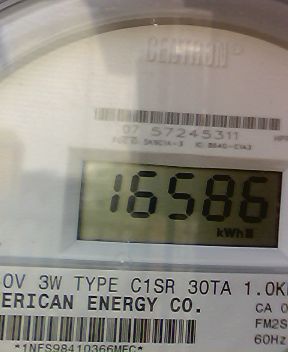 CENTRON®
07 57245311
16586
kWh
0V 3W TYPE C1SR 30TA 1.0K
ERICAN ENERGY CO.
CA 0
FM2S
60Hz
*1NES98410366MEC*